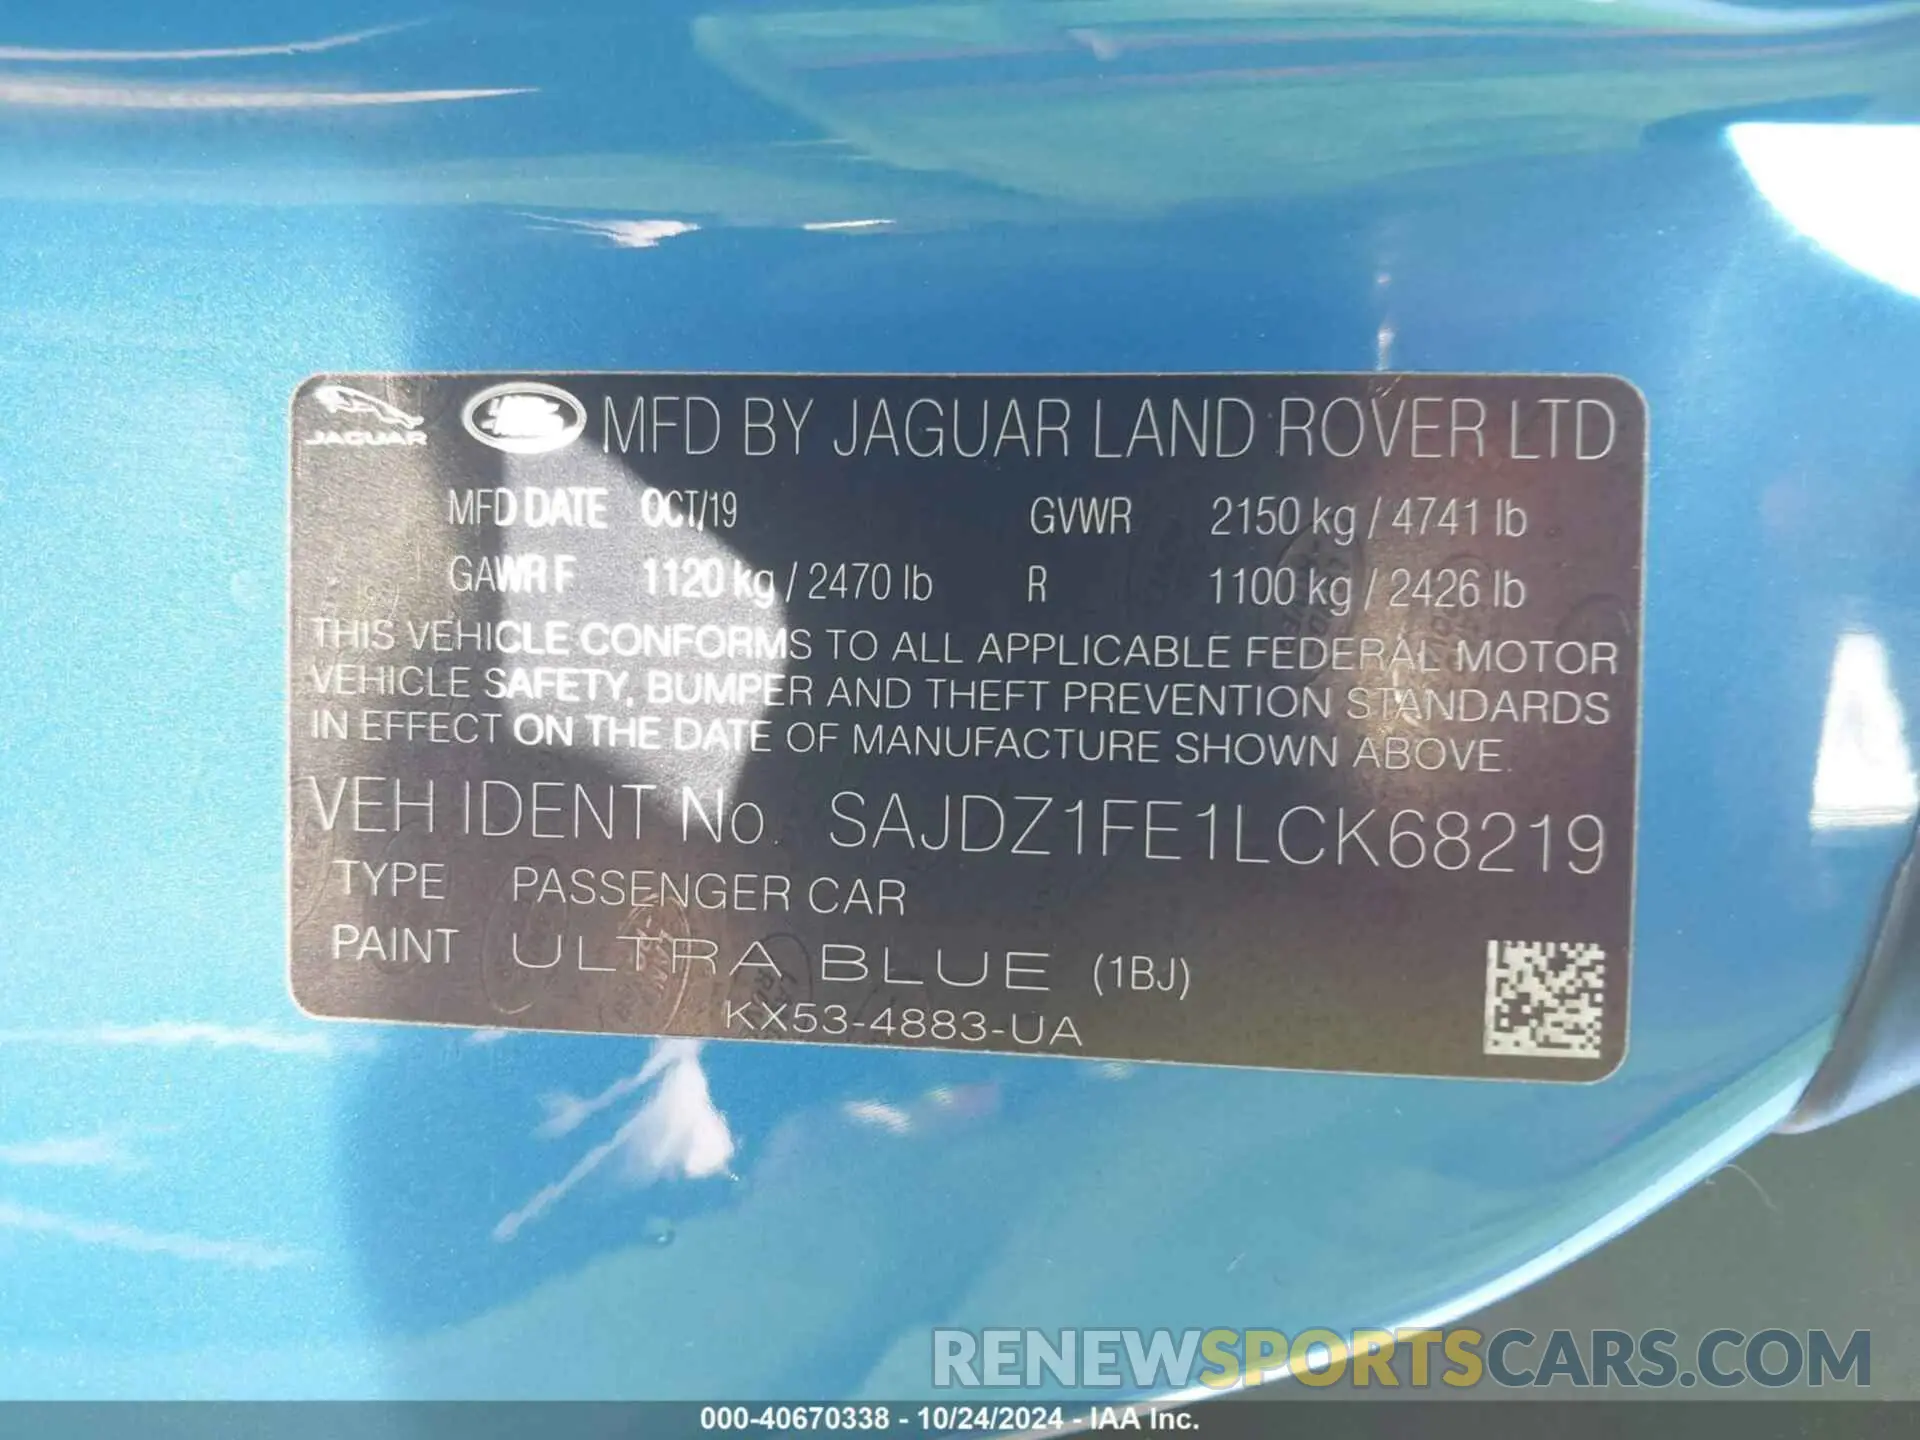 JAGUAR
MFD BY JAGUAR LAND ROVER LTD
MFD DATE OCT/19 GVWR 2150 kg / 4741 lb
GAWR F 1120 kg / 2470 lb R 1100 kg / 2426 lb
THIS VEHICLE CONFORMS TO ALL APPLICABLE FEDERAL MOTOR
VEHICLE SAFETY, BUMPER AND THEFT PREVENTION STANDARDS
IN EFFECT ON THE DATE OF MANUFACTURE SHOWN ABOVE.
VEH IDENT No. SAJDZ1FE1LCK68219
TYPE PASSENGER CAR
PAINT ULTRA BLUE (1BJ)
KX53-4883-UA
RENEWSPORTSCARS.COM
000-40670338 - 10/24/2024 - IAA Inc.